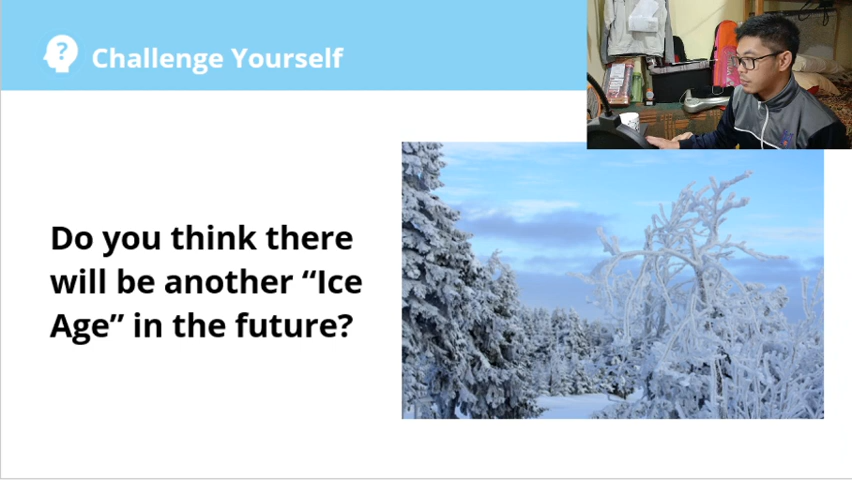 ?
Challenge Yourself
Do you think there
will be another “Ice
Age” in the future?